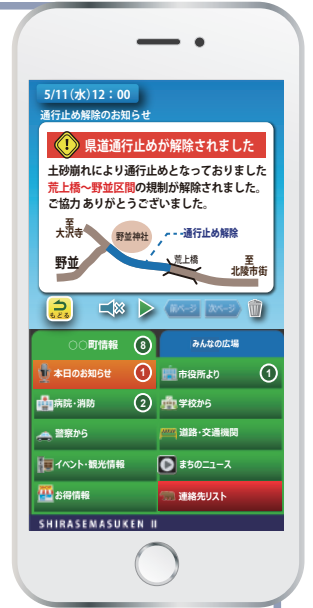 5/11(水)12：00
通行止め解除のお知らせ
県道通行止めが解除されました
土砂崩れにより通行止めとなっておりました
荒上橋～野並区間の規制が解除されました。
ご協力ありがとうございました。
至
大沢寺
野並神社
通行止め解除
野並
荒上橋
至
北陵市街
もどる
前ページ
次ページ
○○町情報 8
みんなの広場
本日のお知らせ 1
市役所より 1
病院・消防 2
学校から
警察から
道路・交通機関
イベント・観光情報
まちのニュース
お得情報
連絡先リスト
SHIRASEMASUKEN II